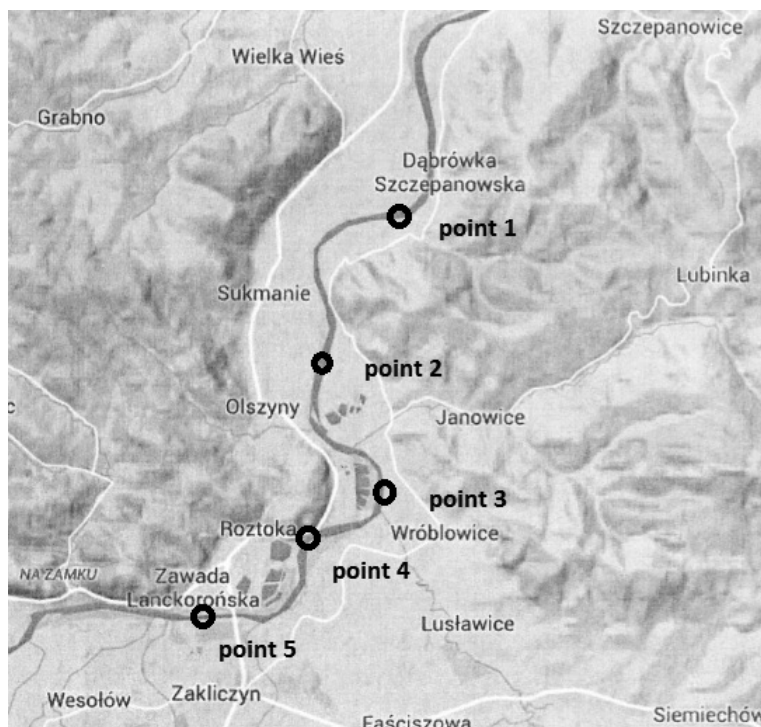 Szczepanowice
Wielka Wieś
Grabno
Dąbrówka
Szczepanowska
point 1
Lubinka
Sukmanie
point 2
Olszyny
Janowice
c
point 3
Roztoka
Wróblowice
NA ZAMKU
Zawada
Lanckorońska
point 4
Lusławice
point 5
Wesołów
Zakliczyn
Faściszowa
Siemiechów